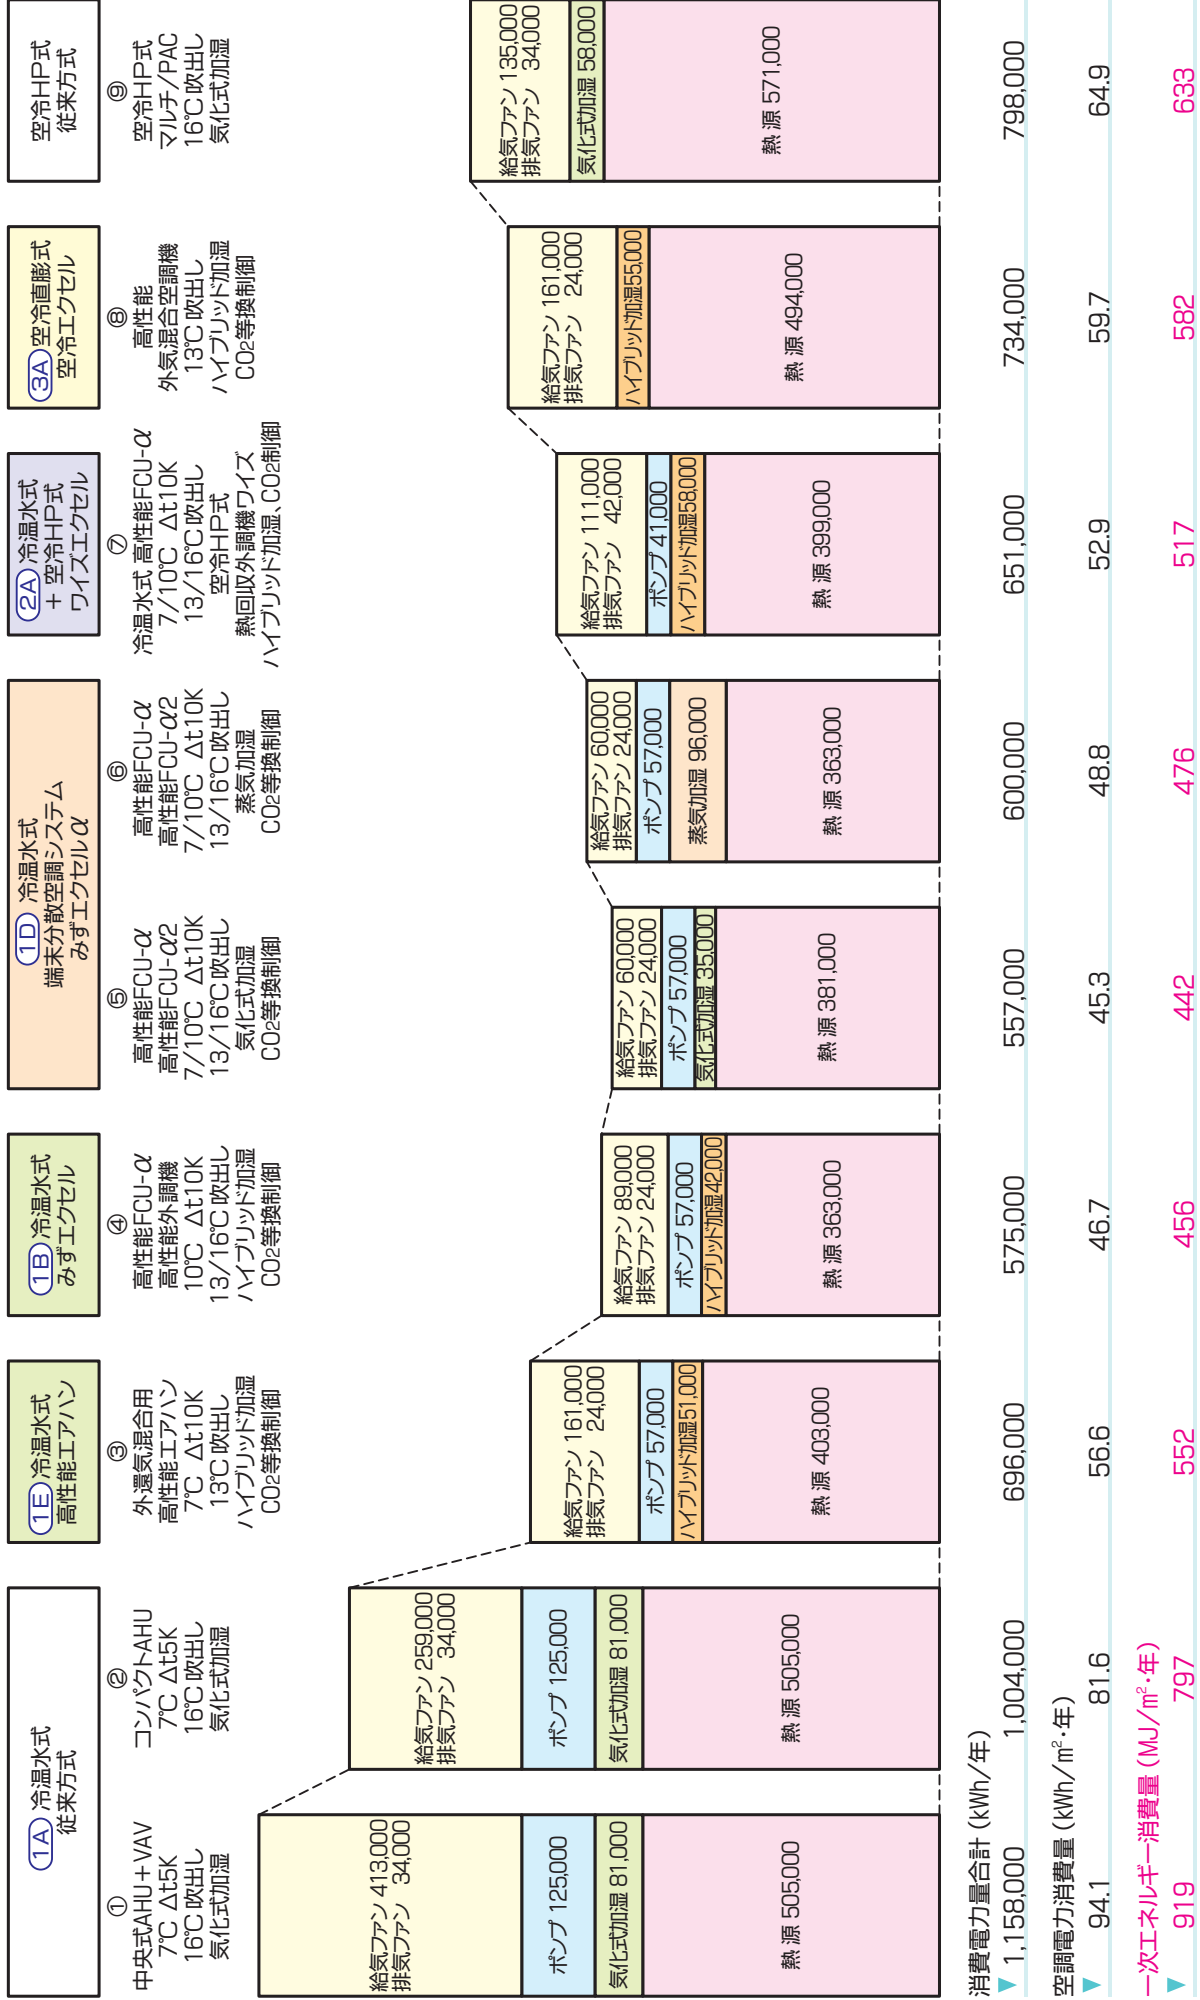 1A 冷温水式
従来方式
①
中央式AHU+VAV
7℃ Δt5K
16℃吹出し
気化式加湿
給気ファン 413,000
排気ファン 34,000
ポンプ 125,000
気化式加湿 81,000
熱 源 505,000
②
コンパクトAHU
7℃ Δt5K
16℃吹出し
気化式加湿
給気ファン 259,000
排気ファン 34,000
ポンプ 125,000
気化式加湿 81,000
熱 源 505,000
1E 冷温水式
高性能エアハン
③
外還気混合用
高性能エアハン
7℃ Δt10K
13℃吹出し
ハイブリッド加湿
CO2等換制御
給気ファン 161,000
排気ファン 24,000
ポンプ 57,000
ハイブリッド加湿51,000
熱 源 403,000
1B 冷温水式
みずエクセル
④
高性能FCU-α
高性能外調機
10℃ Δt10K
13/16℃吹出し
ハイブリッド加湿
CO2等換制御
給気ファン 89,000
排気ファン 24,000
ポンプ 57,000
ハイブリッド加湿42,000
熱 源 363,000
1D 冷温水式
端末分散空調システム
みずエクセルα
⑤
高性能FCU-α
高性能FCU-α2
7/10℃ Δt10K
13/16℃吹出し
気化式加湿
CO2等換制御
給気ファン 60,000
排気ファン 24,000
ポンプ 57,000
気化式加湿 35,000
熱 源 381,000
⑥
高性能FCU-α
高性能FCU-α2
7/10℃ Δt10K
13/16℃吹出し
蒸気加湿
CO2等換制御
給気ファン 60,000
排気ファン 24,000
ポンプ 57,000
蒸気加湿 96,000
熱 源 363,000
2A 冷温水式
+ 空冷HP式
ワイズエクセル
⑦
冷温水式 高性能FCU-α
7/10℃ Δt10K
13/16℃吹出し
空冷HP式
熱回収外調機ワイズ
ハイブリッド加湿、CO2制御
給気ファン 111,000
排気ファン 42,000
ポンプ 41,000
ハイブリッド加湿58,000
熱 源 399,000
3A 空冷直膨式
空冷エクセル
⑧
高性能
外気混合空調機
13℃吹出し
ハイブリッド加湿
CO2等換制御
給気ファン 161,000
排気ファン 24,000
ハイブリッド加湿55,000
熱 源 494,000
空冷HP式
従来方式
⑨
空冷HP式
マルチ/PAC
16℃吹出し
気化式加湿
給気ファン 135,000
排気ファン 34,000
気化式加湿 58,000
熱 源 571,000
消費電力量合計(kWh/年)
▼ 1,158,000 1,004,000 696,000 575,000 557,000 600,000 651,000 734,000 798,000
空調電力消費量(kWh/m²・年)
▼ 94.1 81.6 56.6 46.7 45.3 48.8 52.9 59.7 64.9
一次エネルギー消費量(MJ/m²・年)
▼ 919 797 552 456 442 476 517 582 633